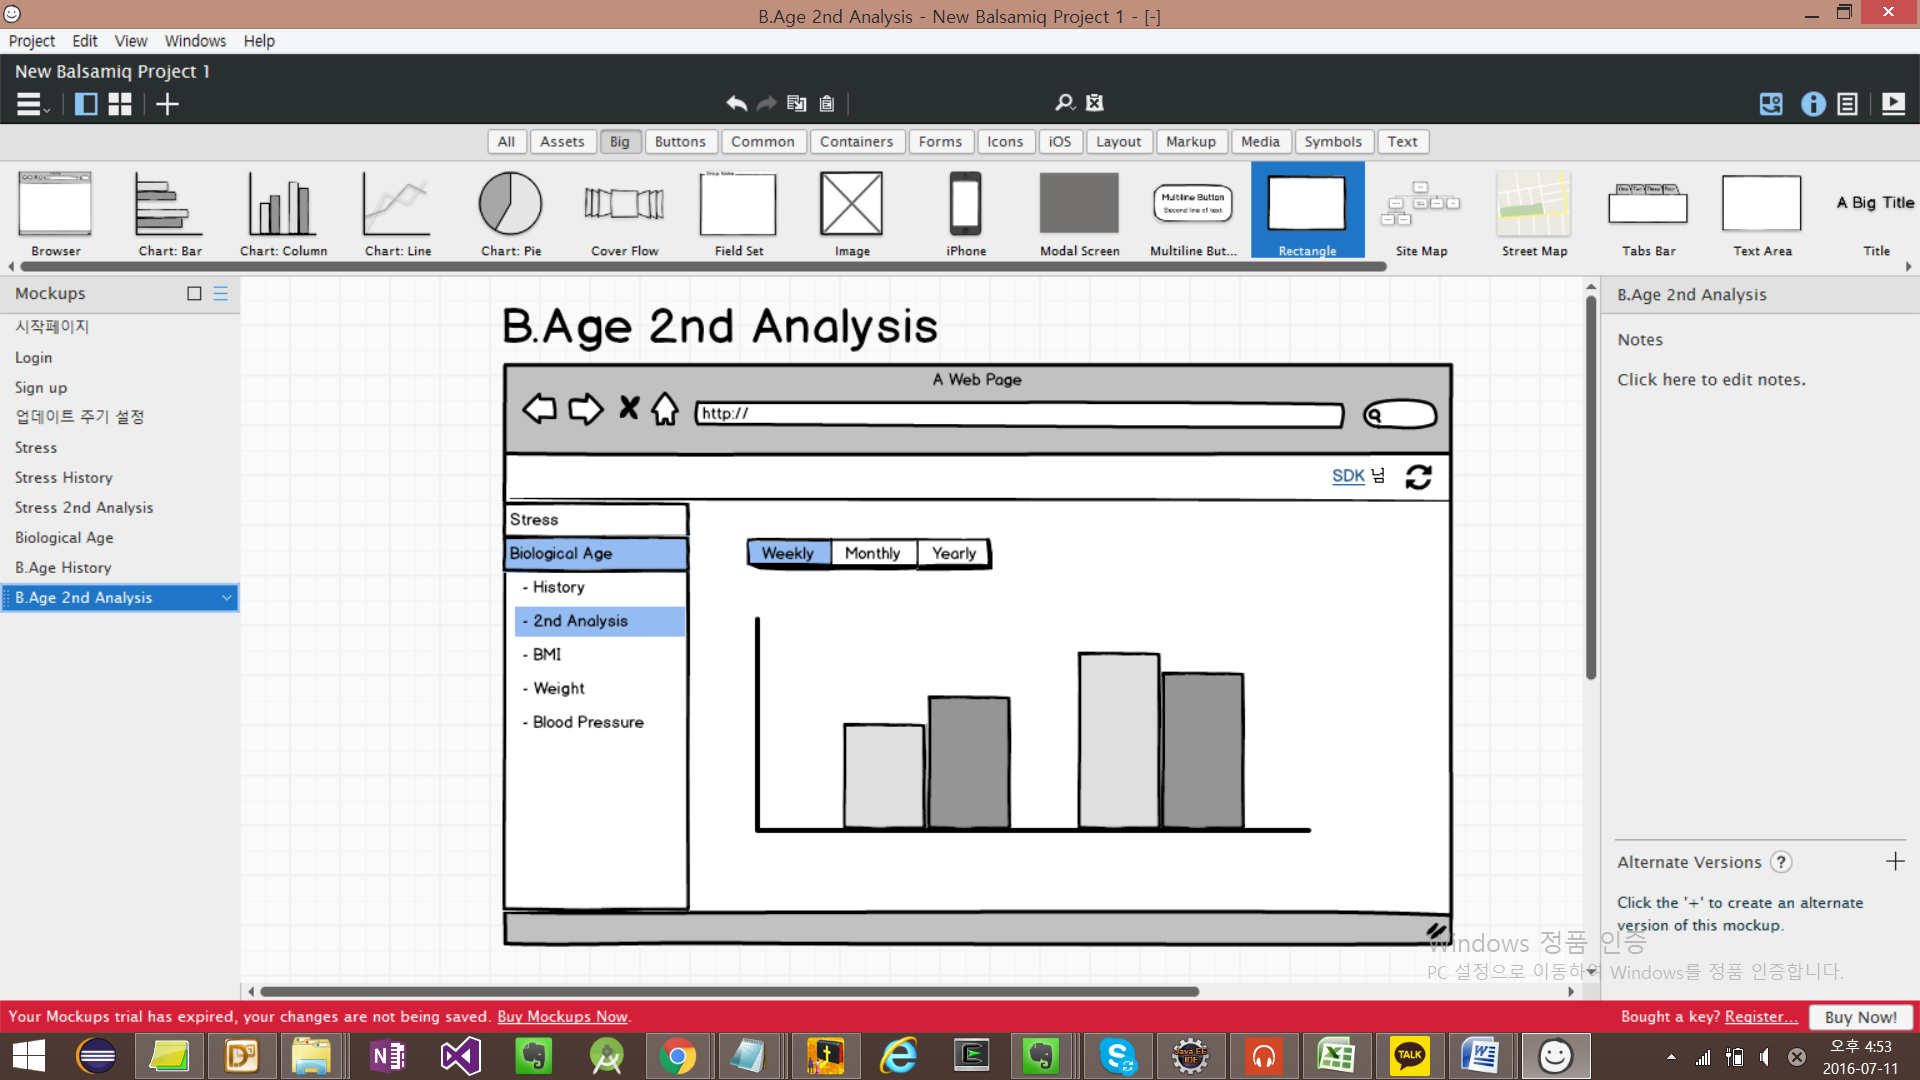 B.Age 2nd Analysis - New Balsamiq Project 1 - [-]
Project Edit View Windows Help
New Balsamiq Project 1
All Assets Big Buttons Common Containers Forms Icons iOS Layout Markup Media Symbols Text
Multiline Button
Second line of text
A Big Title
Browser Chart: Bar Chart: Column Chart: Line Chart: Pie Cover Flow Field Set Image iPhone Modal Screen Multiline But... Rectangle Site Map Street Map Tabs Bar Text Area Title
Mockups
시작페이지
Login
Sign up
업데이트 주기 설정
Stress
Stress History
Stress 2nd Analysis
Biological Age
B.Age History
B.Age 2nd Analysis
B.Age 2nd Analysis
A Web Page
http://
SDK 님
Stress
Biological Age
- History
- 2nd Analysis
- BMI
- Weight
- Blood Pressure
Weekly Monthly Yearly
B.Age 2nd Analysis
Notes
Click here to edit notes.
Alternate Versions ?
Click the '+' to create an alternate
version of this mockup.
Windows 정품 인증
PC 설정으로 이동하여 Windows를 정품 인증합니다.
Your Mockups trial has expired, your changes are not being saved. Buy Mockups Now.
Bought a key? Register... Buy Now!
TALK
오후 4:53
2016-07-11